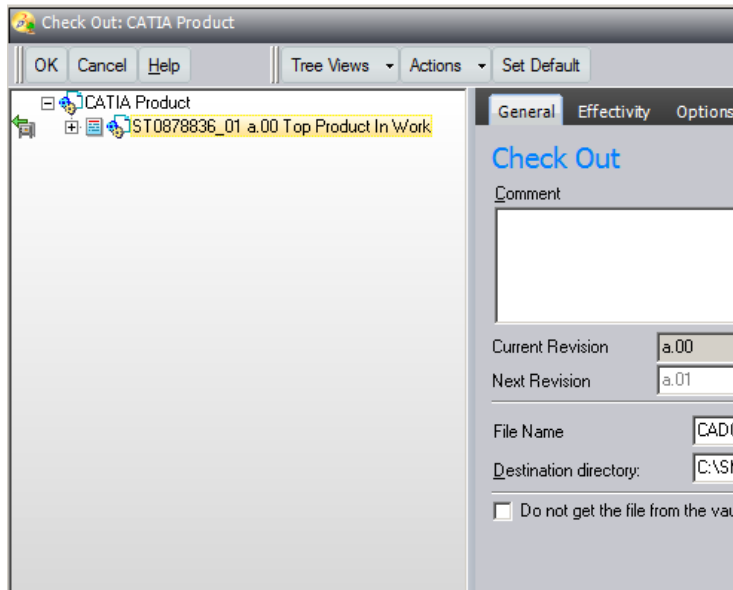 Check Out: CATIA Product
OK Cancel Help Tree Views Actions Set Default
CATIA Product
ST0878836_01 a.00 Top Product In Work
General Effectivity Options
Check Out
Comment
Current Revision a.00
Next Revision a.01
File Name
Destination directory:
Do not get the file from the